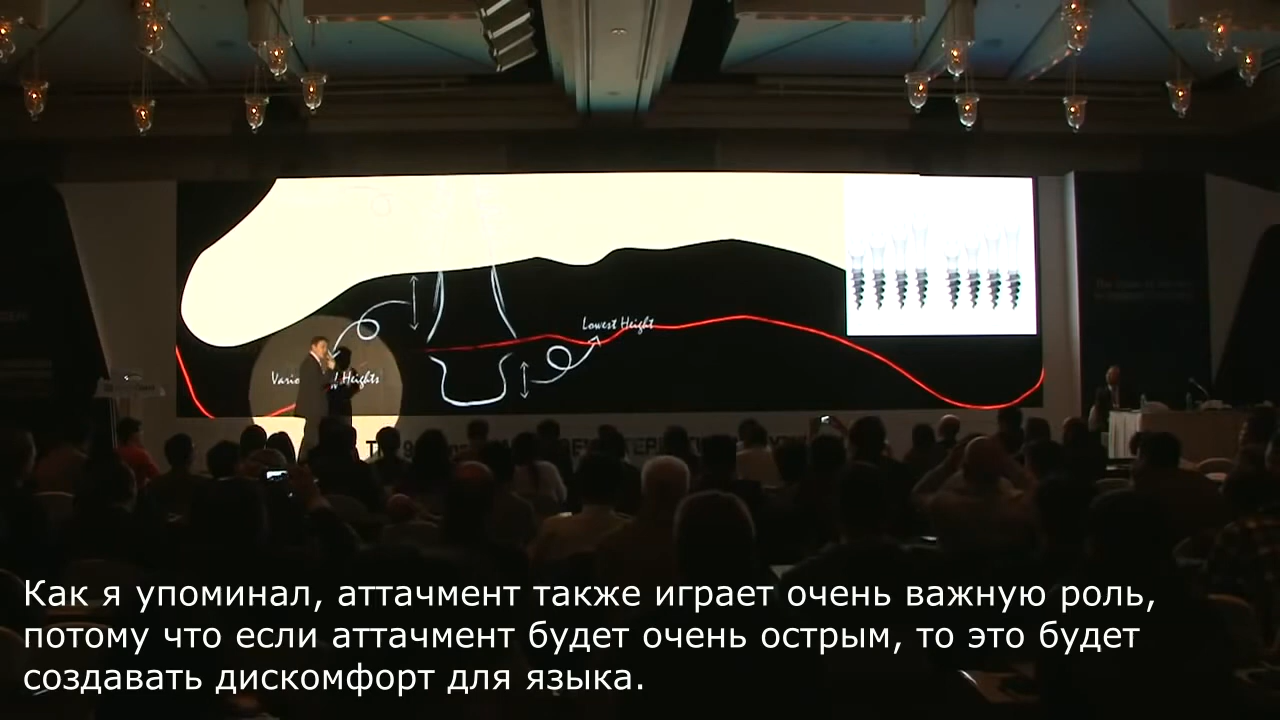 Lowest Height
Heights
Как я упоминал, аттачмент также играет очень важную роль,
потому что если аттачмент будет очень острым, то это будет
создавать дискомфорт для языка.